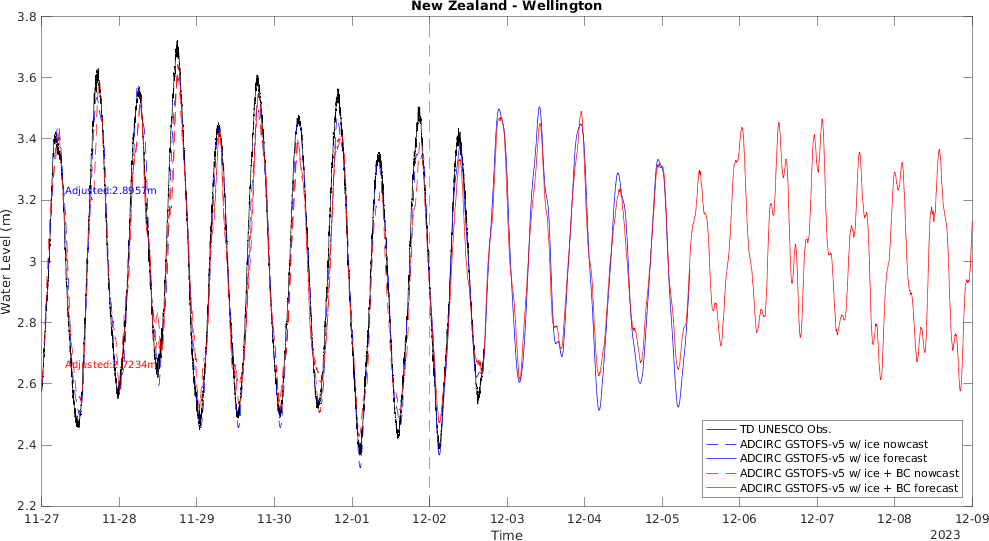 New Zealand - Wellington
3.8
3.6
3.4
3.2
3
2.8
2.6
2.4
2.2
Water Level (m)
Adjusted:2.8957m
TD UNESCO Obs.
ADCIRC GSTOFS-v5 w/ ice nowcast
ADCIRC GSTOFS-v5 w/ ice forecast
ADCIRC GSTOFS-v5 w/ ice + BC nowcast
ADCIRC GSTOFS-v5 w/ ice + BC forecast
11-27 11-28 11-29 11-30 12-01 12-02 12-03 12-04 12-05 12-06 12-07 12-08 12-09
Time
2023